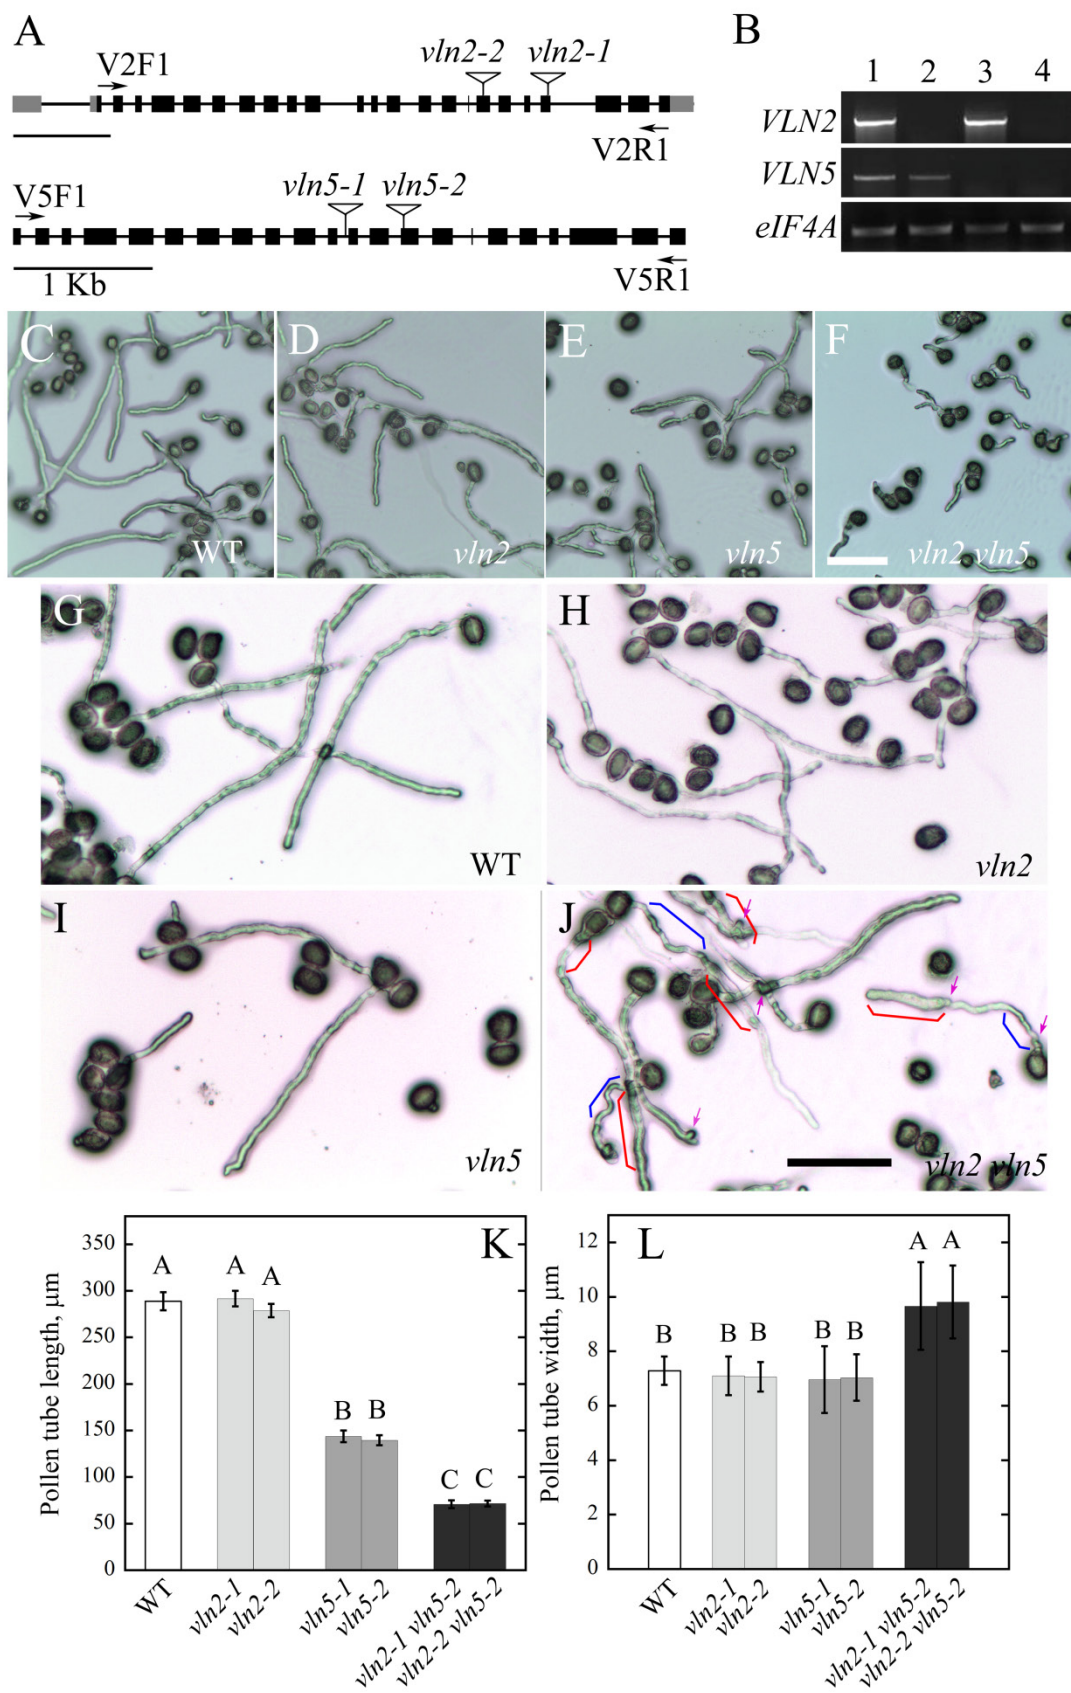 A
V2F1
vln2-2
vln2-1
V2R1
V5F1
vln5-1
vln5-2
V5R1
1 Kb
B
1 2 3 4
VLN2
VLN5
eIF4A
C
WT
D
vln2
E
vln5
F
vln2 vln5
G
WT
H
vln2
I
vln5
J
vln2 vln5
K
Pollen tube length, μm
350
300
250
200
150
100
50
0
A
A
A
B
B
C
C
WT
vln2-1
vln2-2
vln5-1
vln5-2
vln2-1 vln5-2
vln2-2 vln5-2
L
Pollen tube width, μm
12
10
8
6
4
2
0
B
B
B
B
B
A
A
WT
vln2-1
vln2-2
vln5-1
vln5-2
vln2-1 vln5-2
vln2-2 vln5-2